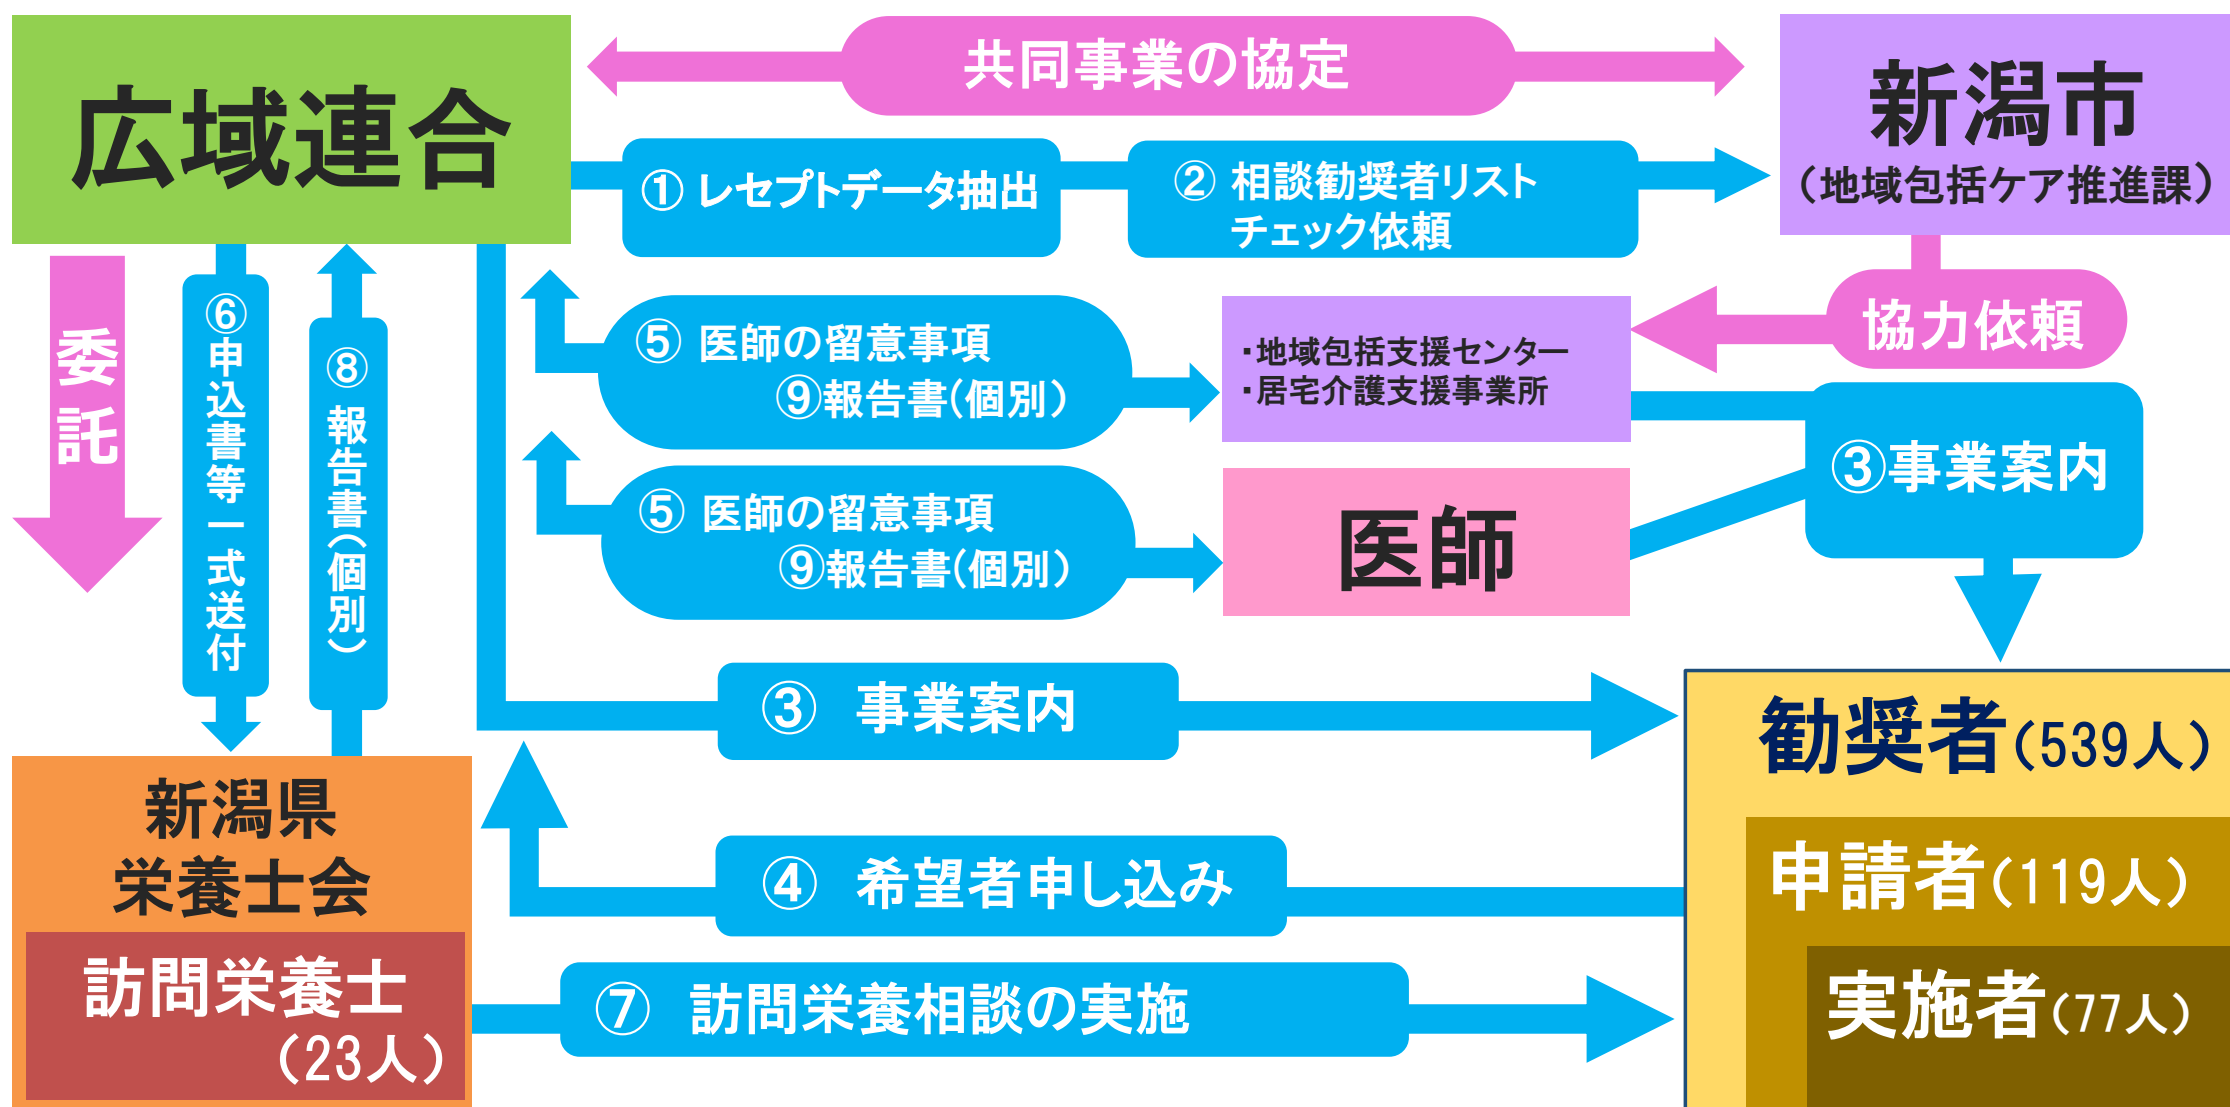 広域連合
共同事業の協定
新潟市
（地域包括ケア推進課）
① レセプトデータ抽出
② 相談勧奨者リスト
チェック依頼
委託
⑥申込書等一式送付
⑧報告書（個別）
⑤ 医師の留意事項
⑨報告書（個別）
・地域包括支援センター
・居宅介護支援事業所
協力依頼
⑤ 医師の留意事項
⑨報告書（個別）
医師
③事業案内
③ 事業案内
勧奨者（539人）
新潟県
栄養士会
④ 希望者申し込み
申請者（119人）
訪問栄養士
（23人）
⑦ 訪問栄養相談の実施
実施者（77人）